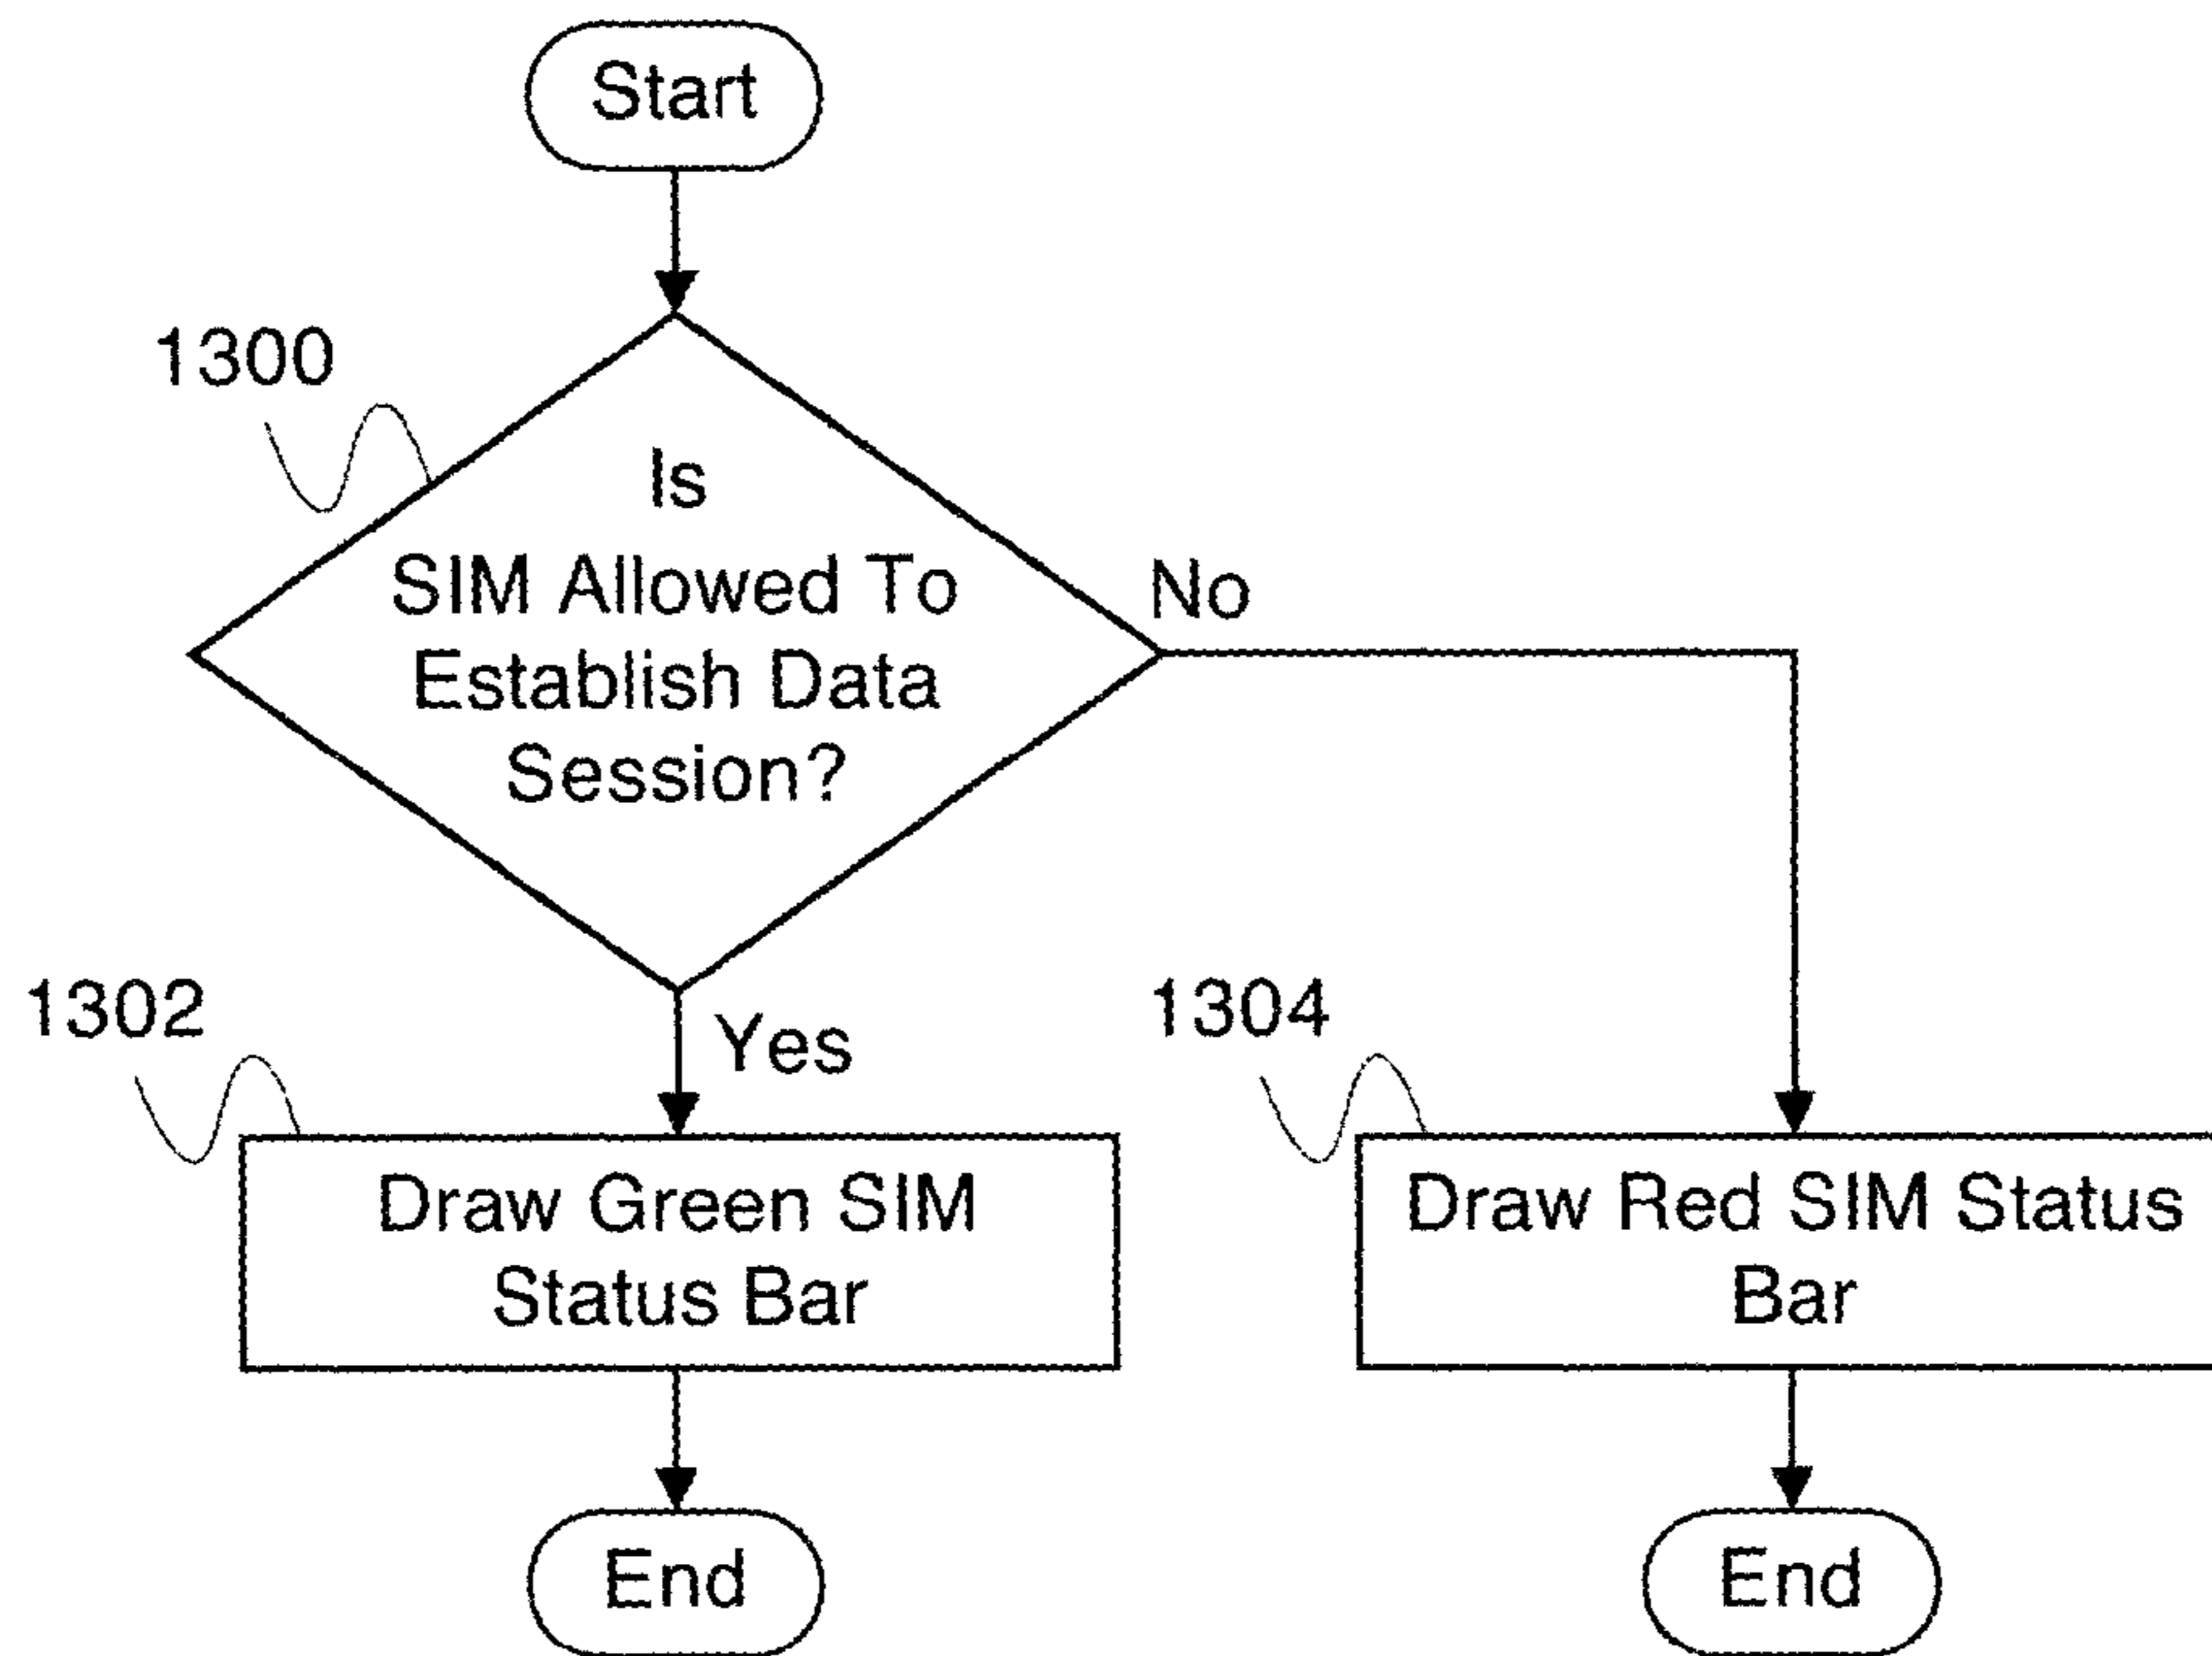 Start
1300
Is
SIM Allowed To
Establish Data
Session?
No
Yes
1302
Draw Green SIM
Status Bar
1304
Draw Red SIM Status
Bar
End
End